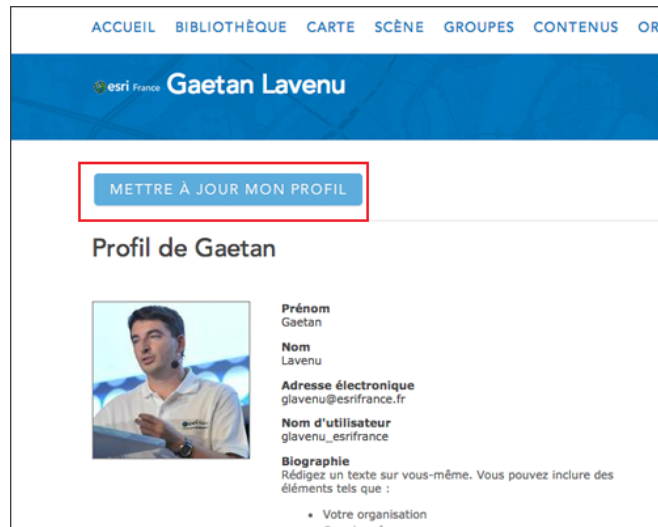 ACCUEIL BIBLIOTHÈQUE CARTE SCÈNE GROUPES CONTENUS OR
esri France Gaetan Lavenu
METTRE À JOUR MON PROFIL
Profil de Gaetan
Prénom
Gaetan
Nom
Lavenu
Adresse électronique
glavenu@esrifrance.fr
Nom d'utilisateur
glavenu_esrifrance
Biographie
Rédigez un texte sur vous-même. Vous pouvez inclure des
éléments tels que :
• Votre organisation